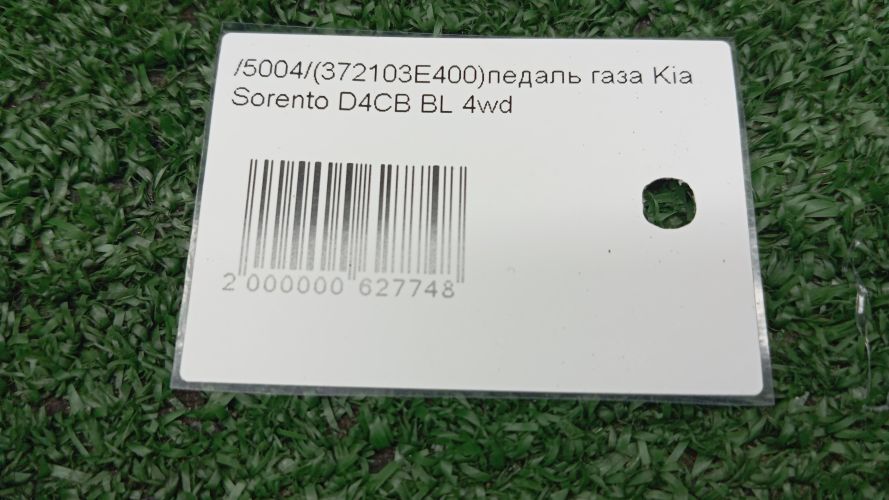 /5004/(372103E400)педаль газа Kia
Sorento D4CB BL 4wd
2 000000 627748